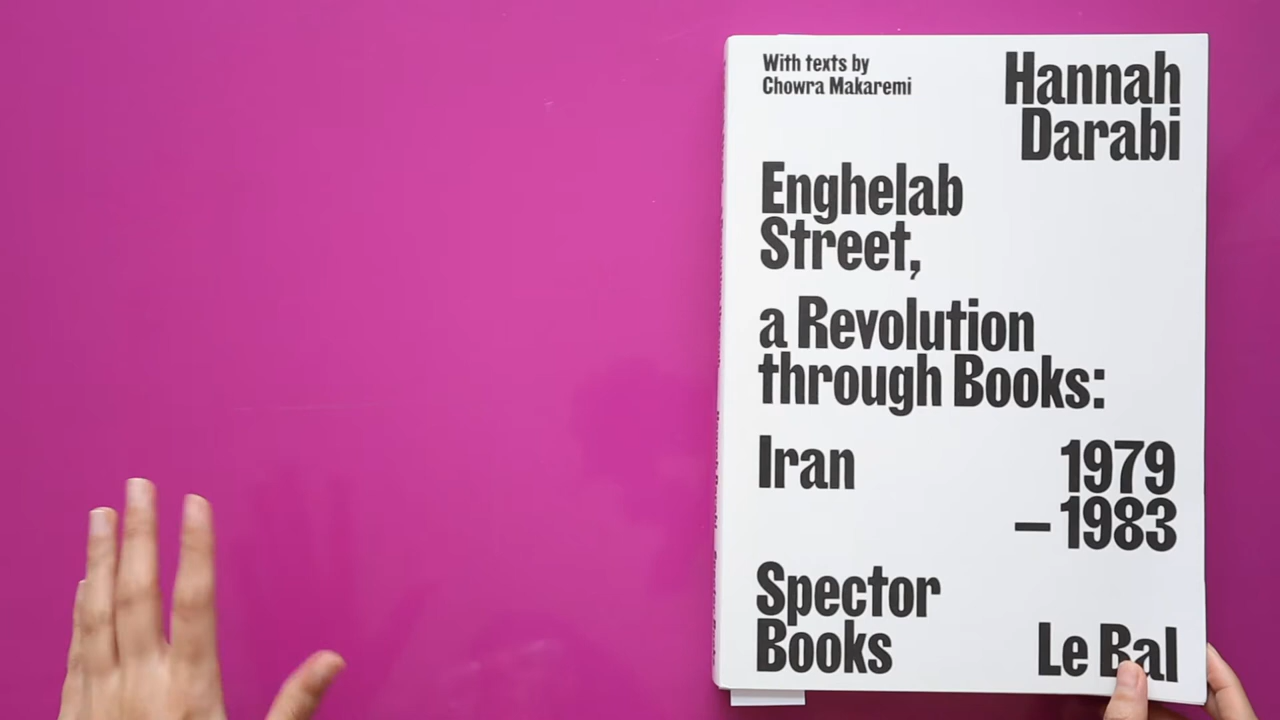 With texts by
Chowra Makaremi
Hannah
Darabi
Enghelab
Street,
a Revolution
through Books:
Iran
1979
– 1983
Spector
Books
Le Bal